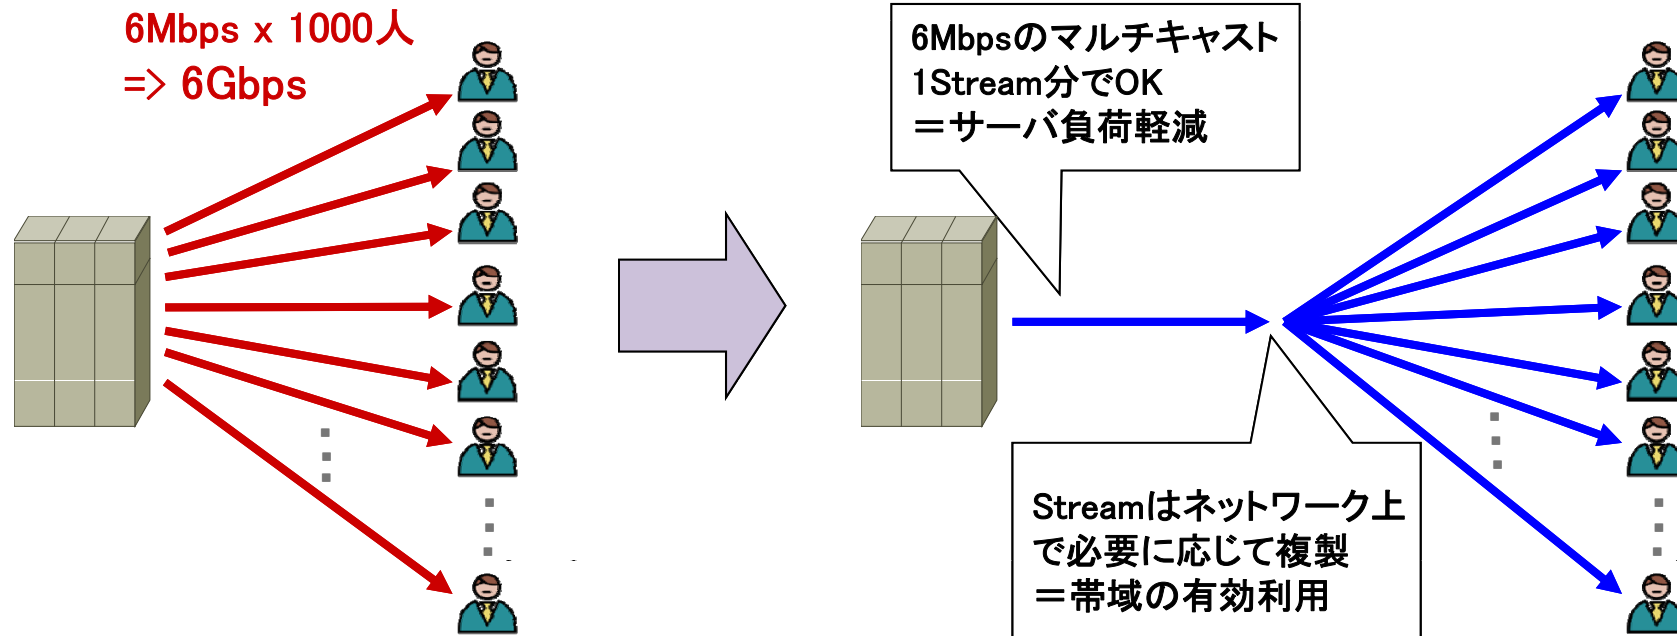 6Mbps x 1000人
=> 6Gbps
6Mbpsのマルチキャスト
1Stream分でOK
＝サーバ負荷軽減
Streamはネットワーク上
で必要に応じて複製
＝帯域の有効利用